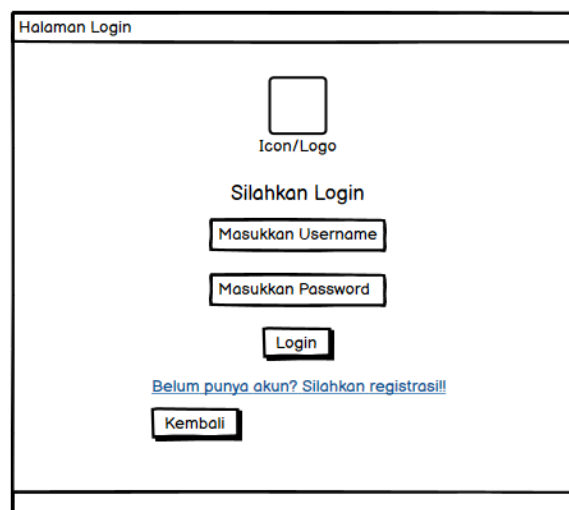 Halaman Login
Icon/Logo
Silahkan Login
Masukkan Username
Masukkan Password
Login
Belum punya akun? Silahkan registrasi!!
Kembali